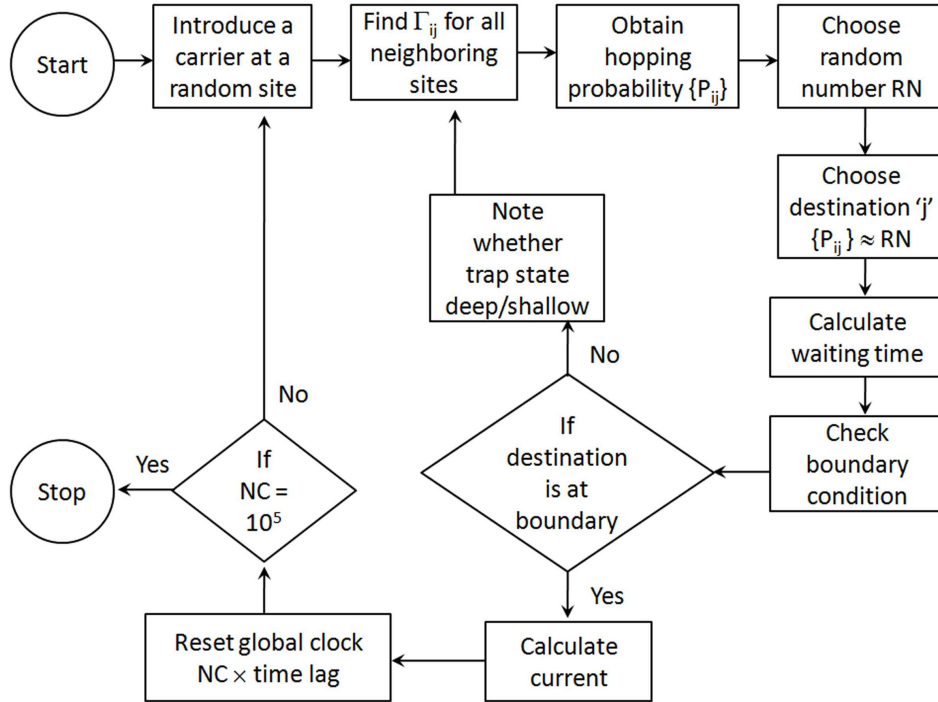 Start
Introduce a
carrier at a
random site
Find Γij for all
neighboring
sites
Obtain
hopping
probability {Pij}
Choose
random
number RN
Choose
destination ‘j’
{Pij} ≈ RN
Calculate
waiting time
Check
boundary
condition
If
destination
is at
boundary
No
Note
whether
trap state
deep/shallow
Yes
Calculate
current
Reset global clock
NC × time lag
If
NC =
10⁵
No
Yes
Stop